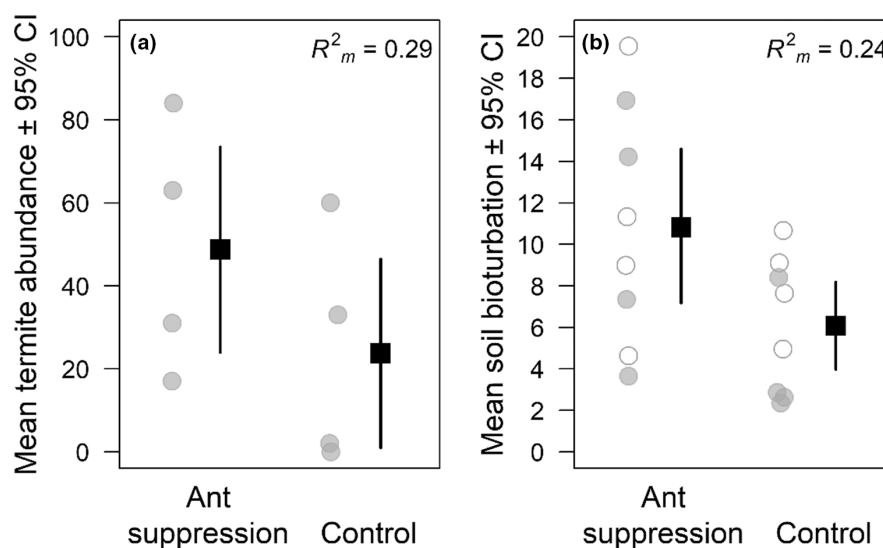 Mean termite abundance ± 95% CI
100
80
60
40
20
0
(a)
R²ₘ = 0.29
Ant
suppression
Control
Mean soil bioturbation ± 95% CI
20
18
16
14
12
10
8
6
4
2
0
(b)
R²ₘ = 0.24
Ant
suppression
Control